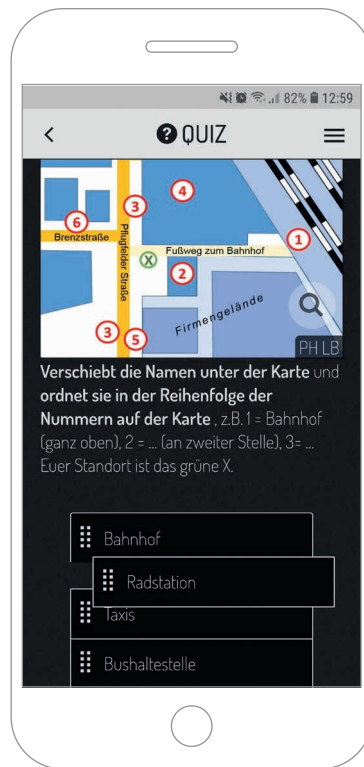 82% 12:59
QUIZ
4
3
6
Brenzstraße
Pflugfelder Straße
Fußweg zum Bahnhof
1
X
2
Firmengelände
3
5
PH LB
Verschiebt die Namen unter der Karte und
ordnet sie in der Reihenfolge der
Nummern auf der Karte , z.B. 1 = Bahnhof
(ganz oben), 2 = ... (an zweiter Stelle), 3= ...
Euer Standort ist das grüne X.
Bahnhof
Radstation
Taxis
Bushaltestelle